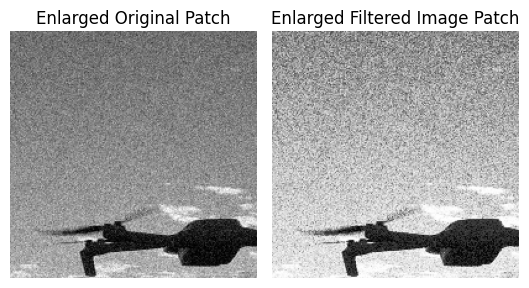 Enlarged Original Patch
Enlarged Filtered Image Patch